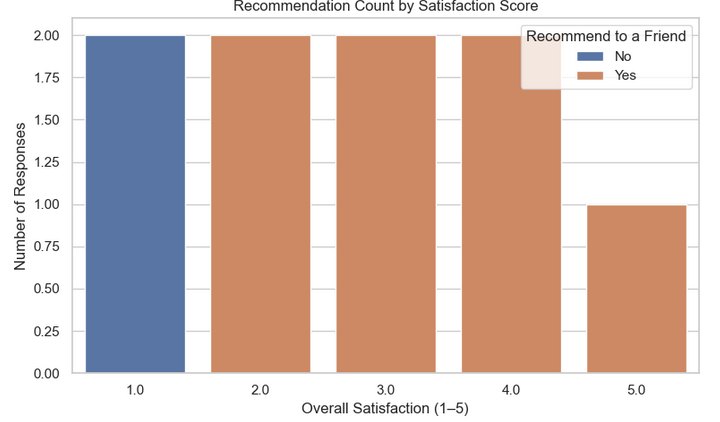 Recommendation Count by Satisfaction Score
Recommend to a Friend
No
Yes
Number of Responses
2.00
1.75
1.50
1.25
1.00
0.75
0.50
0.25
0.00
1.0 2.0 3.0 4.0 5.0
Overall Satisfaction (1–5)